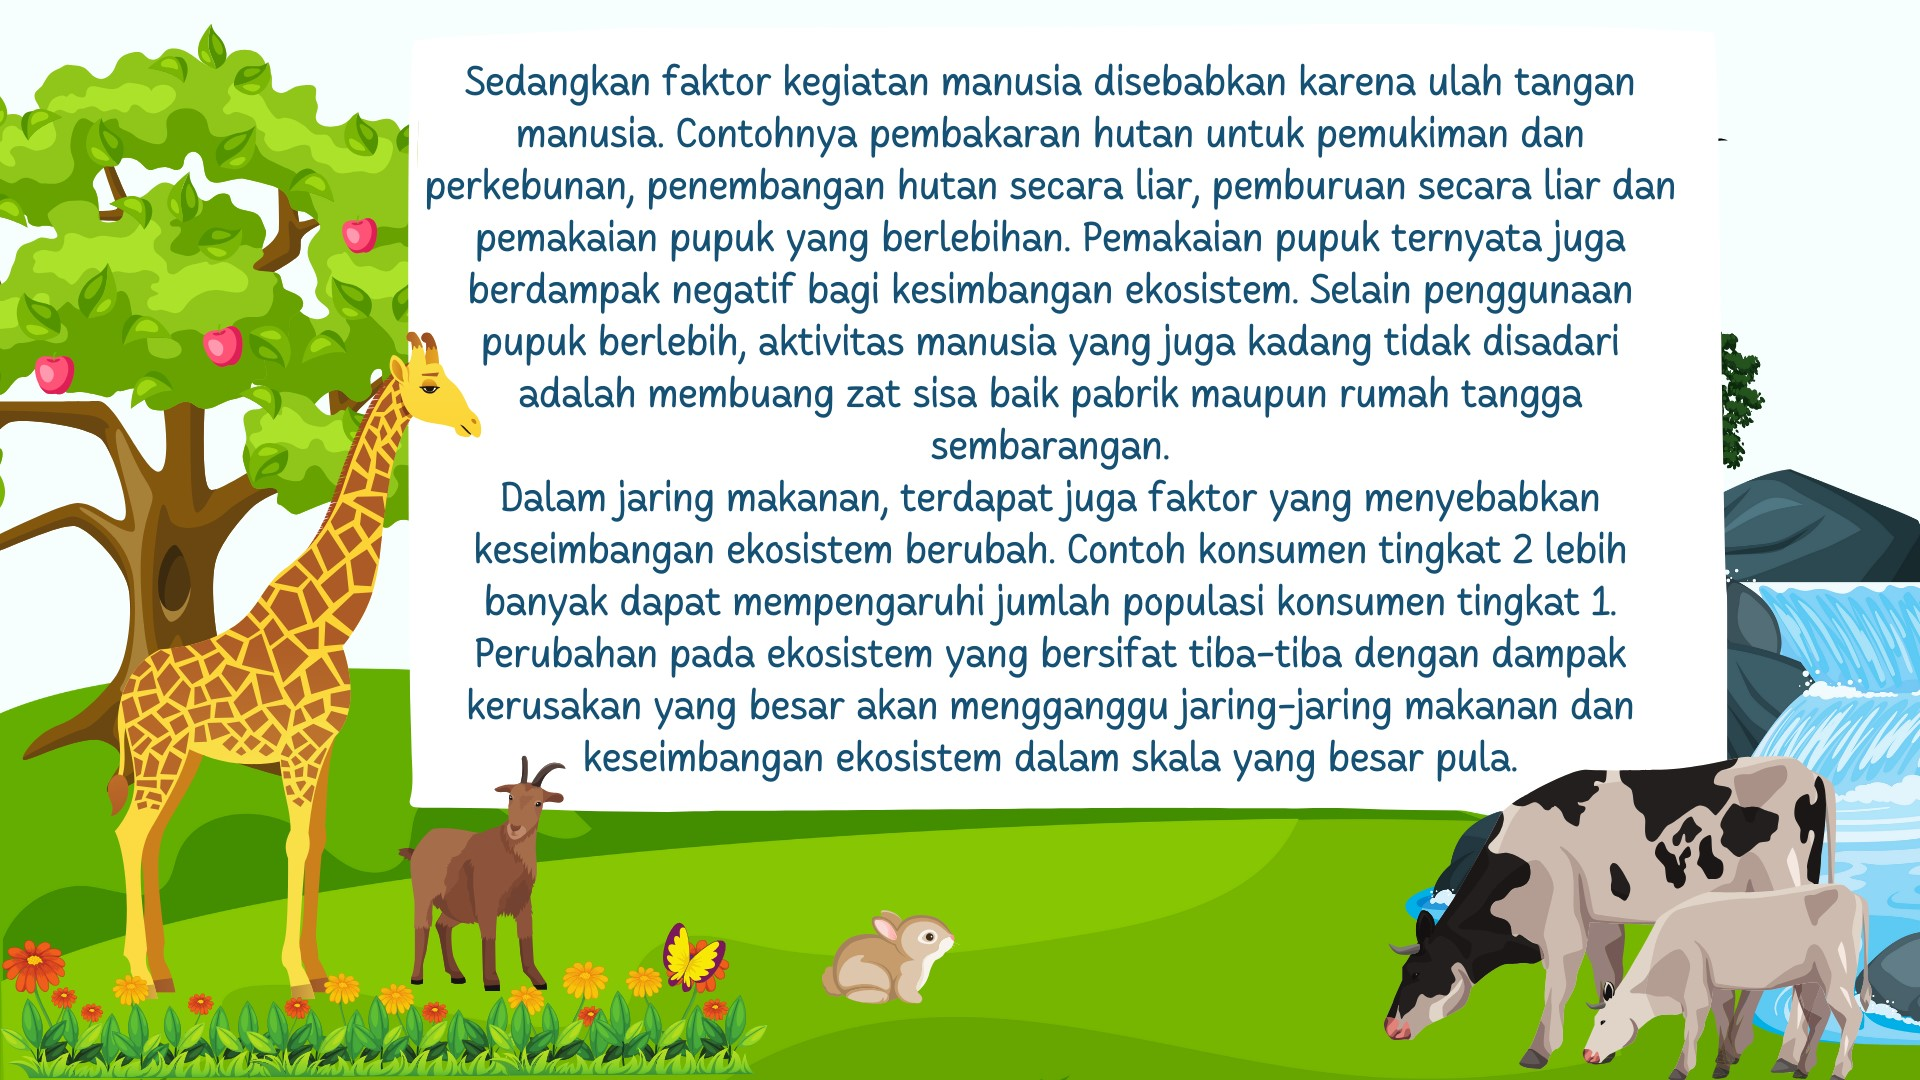 Sedangkan faktor kegiatan manusia disebabkan karena ulah tangan
manusia. Contohnya pembakaran hutan untuk pemukiman dan
perkebunan, penembangan hutan secara liar, pemburuan secara liar dan
pemakaian pupuk yang berlebihan. Pemakaian pupuk ternyata juga
berdampak negatif bagi kesimbangan ekosistem. Selain penggunaan
pupuk berlebih, aktivitas manusia yang juga kadang tidak disadari
adalah membuang zat sisa baik pabrik maupun rumah tangga
sembarangan.
Dalam jaring makanan, terdapat juga faktor yang menyebabkan
keseimbangan ekosistem berubah. Contoh konsumen tingkat 2 lebih
banyak dapat mempengaruhi jumlah populasi konsumen tingkat 1.
Perubahan pada ekosistem yang bersifat tiba-tiba dengan dampak
kerusakan yang besar akan mengganggu jaring-jaring makanan dan
keseimbangan ekosistem dalam skala yang besar pula.